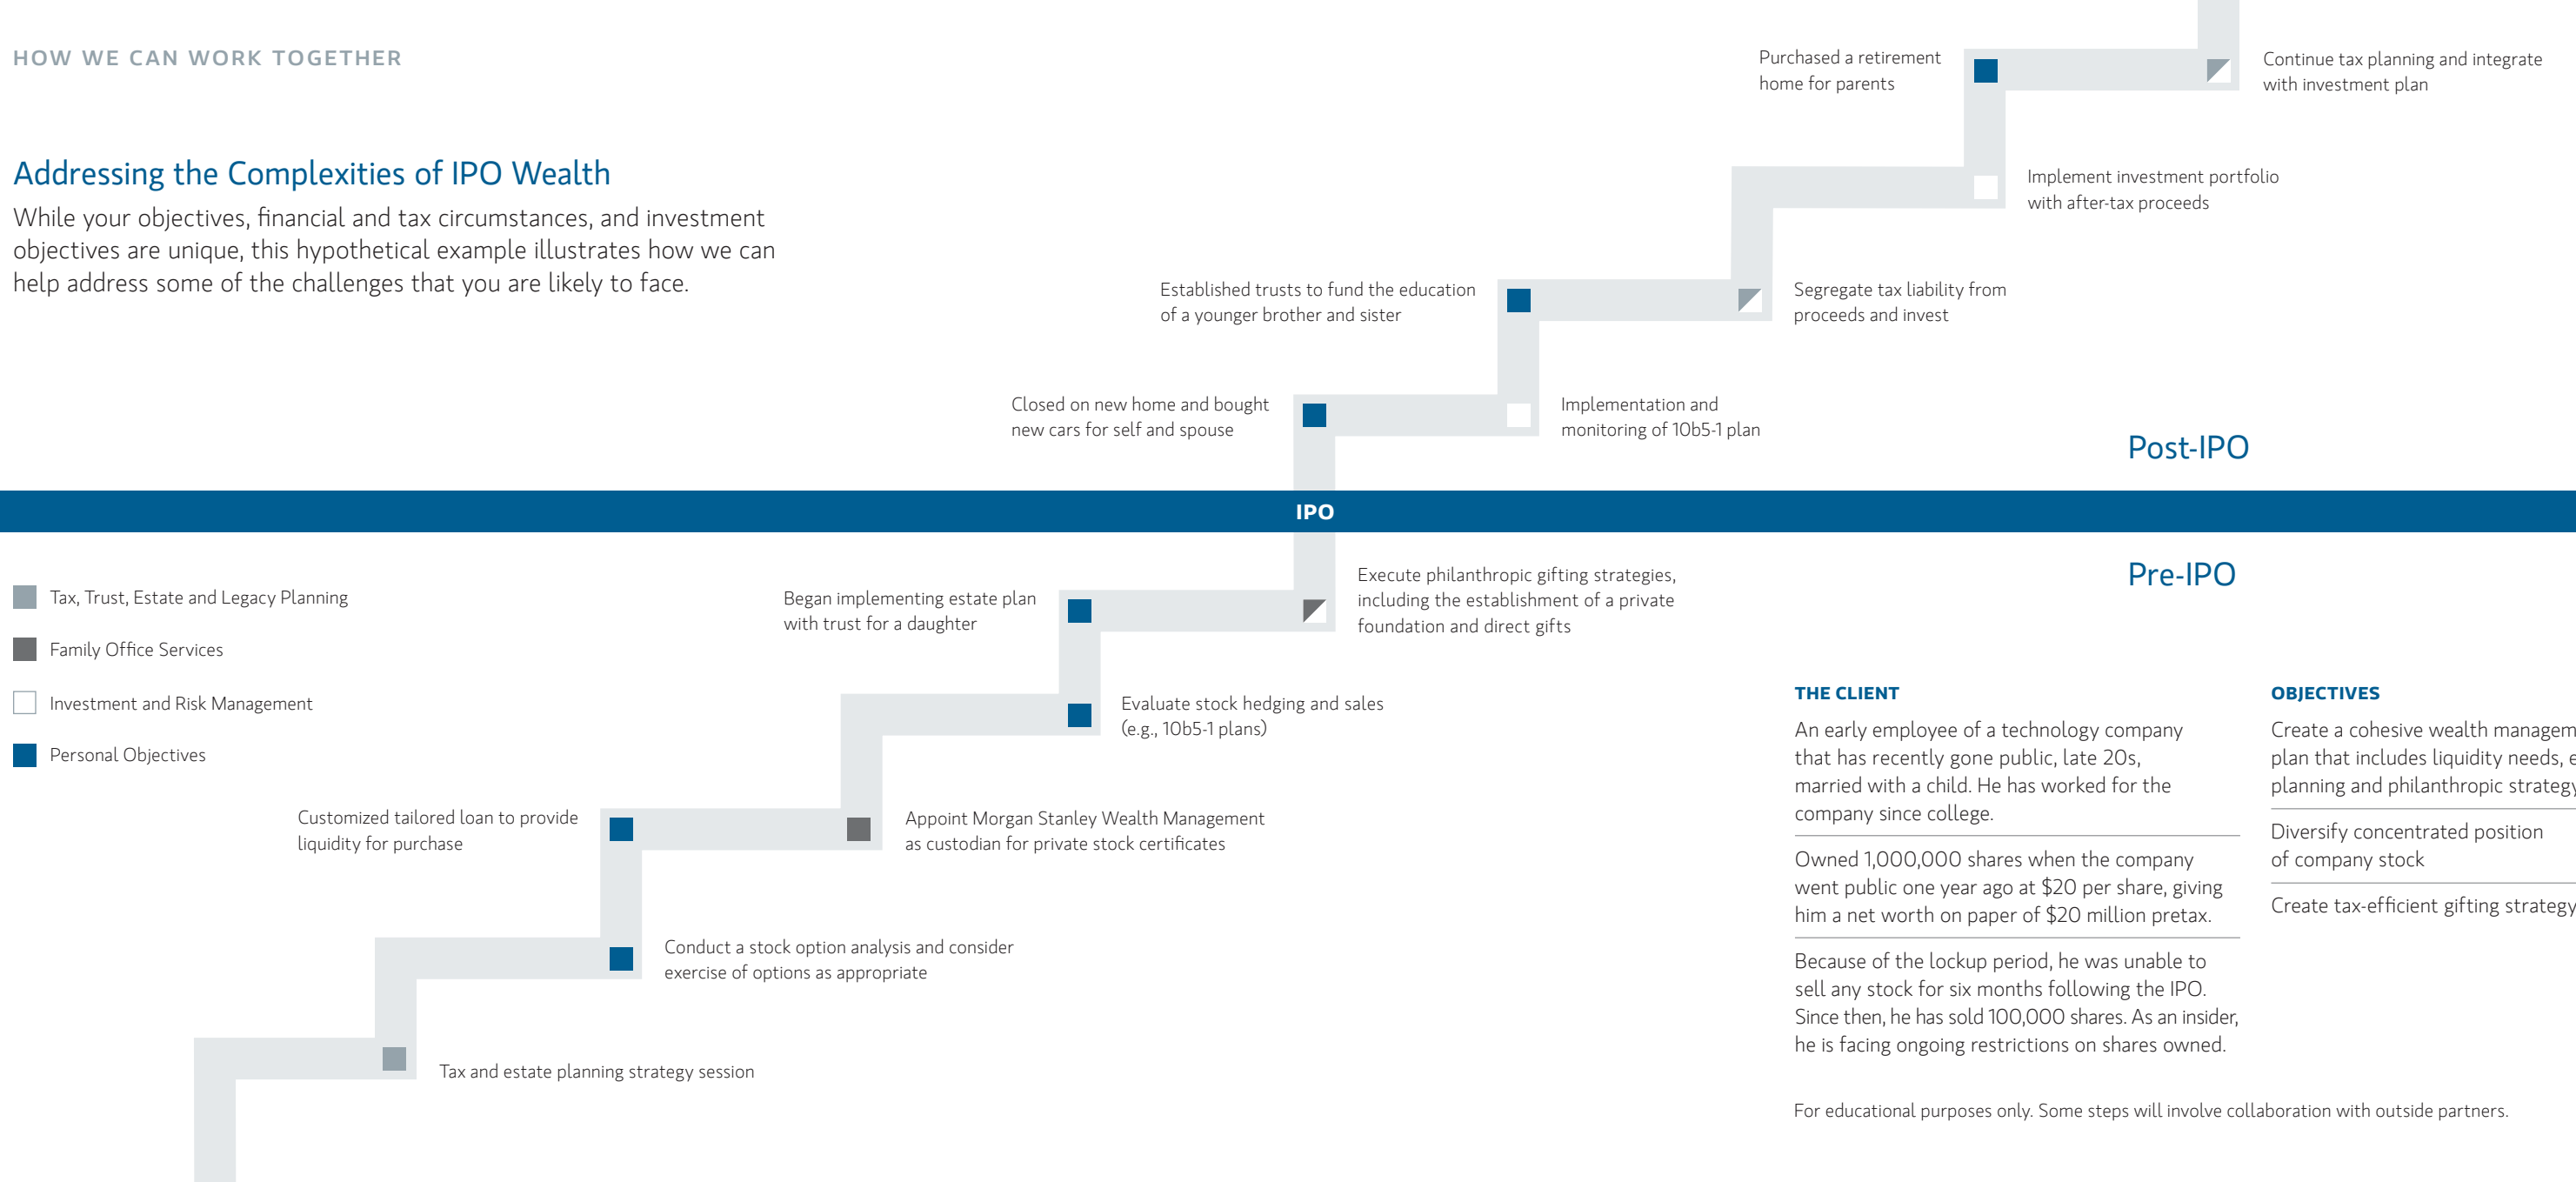 HOW WE CAN WORK TOGETHER
Addressing the Complexities of IPO Wealth
While your objectives, financial and tax circumstances, and investment
objectives are unique, this hypothetical example illustrates how we can
help address some of the challenges that you are likely to face.
Purchased a retirement
home for parents
Continue tax planning and integrate
with investment plan
Implement investment portfolio
with after-tax proceeds
Established trusts to fund the education
of a younger brother and sister
Segregate tax liability from
proceeds and invest
Closed on new home and bought
new cars for self and spouse
Implementation and
monitoring of 10b5-1 plan
Post-IPO
IPO
Pre-IPO
Tax, Trust, Estate and Legacy Planning
Family Office Services
Investment and Risk Management
Personal Objectives
Began implementing estate plan
with trust for a daughter
Execute philanthropic gifting strategies,
including the establishment of a private
foundation and direct gifts
Evaluate stock hedging and sales
(e.g., 10b5-1 plans)
Customized tailored loan to provide
liquidity for purchase
Appoint Morgan Stanley Wealth Management
as custodian for private stock certificates
Conduct a stock option analysis and consider
exercise of options as appropriate
Tax and estate planning strategy session
THE CLIENT
An early employee of a technology company
that has recently gone public, late 20s,
married with a child. He has worked for the
company since college.
Owned 1,000,000 shares when the company
went public one year ago at $20 per share, giving
him a net worth on paper of $20 million pretax.
Because of the lockup period, he was unable to
sell any stock for six months following the IPO.
Since then, he has sold 100,000 shares. As an insider,
he is facing ongoing restrictions on shares owned.
OBJECTIVES
Create a cohesive wealth
plan that includes liquidity needs,
planning and philanthropic strategy
Diversify concentrated position
of company stock
Create tax-efficient gifting strategy
For educational purposes only. Some steps will involve collaboration with outside partners.